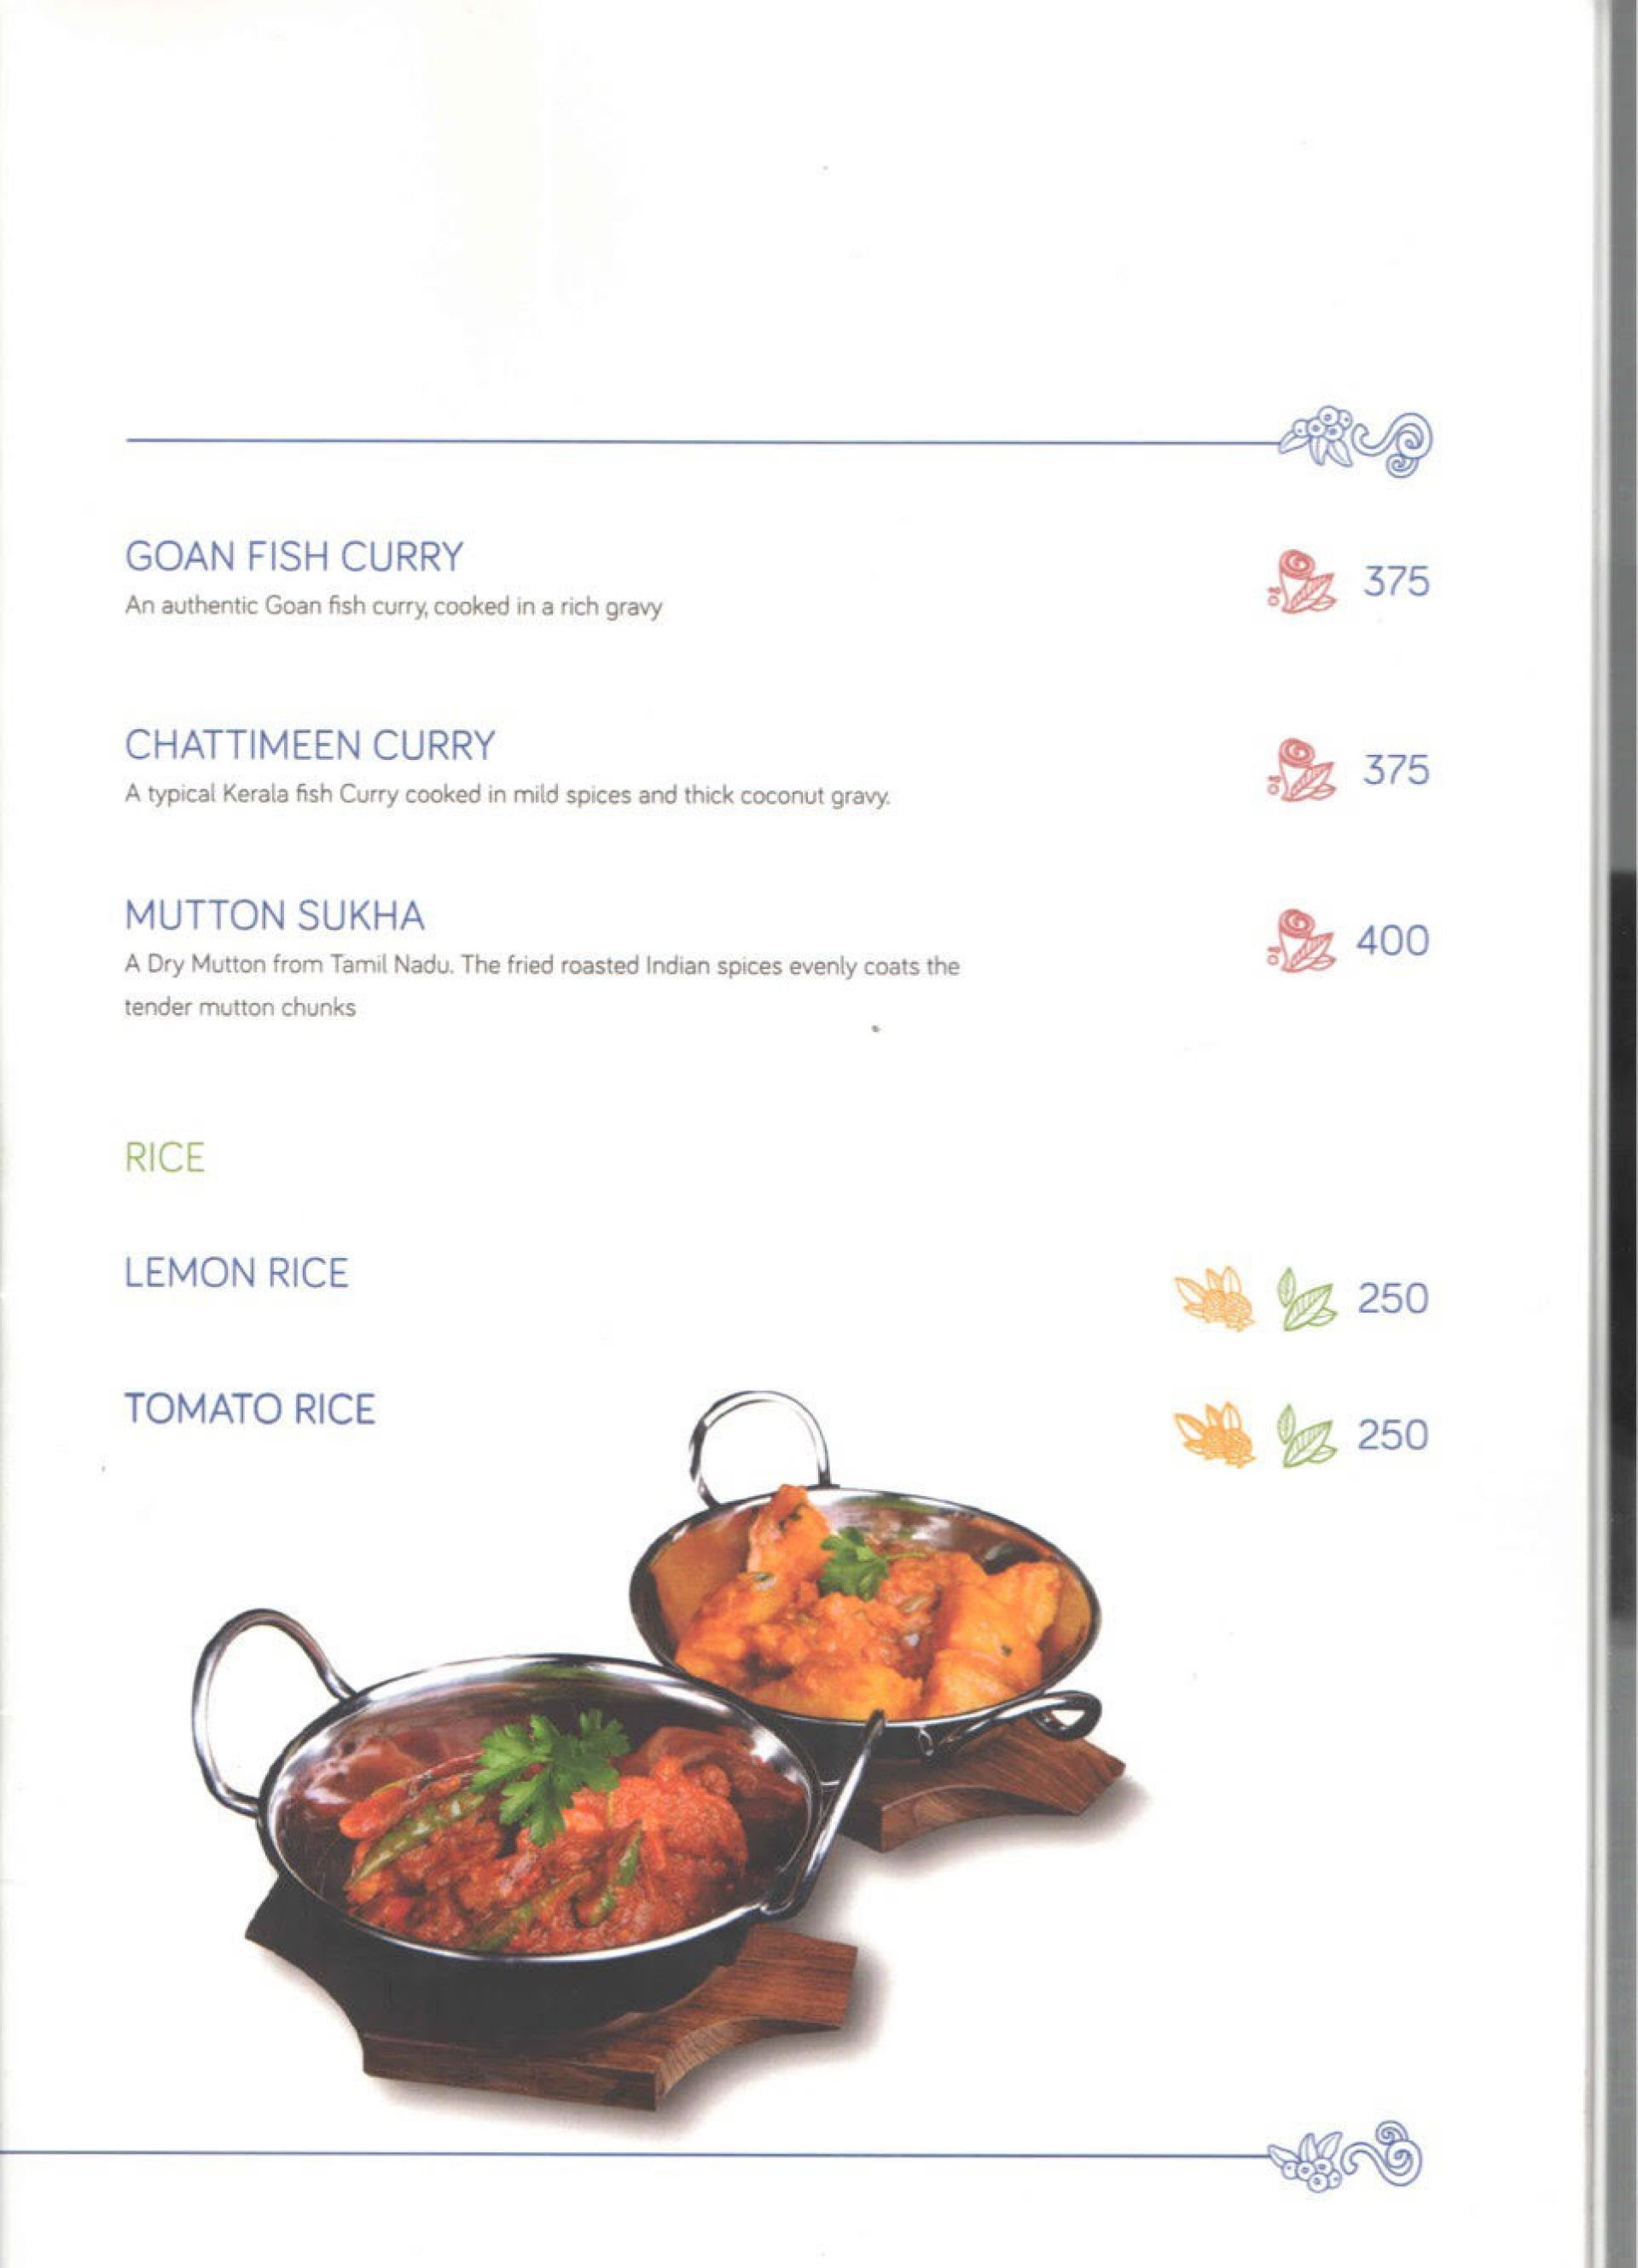 GOAN FISH CURRY
375
An authentic Goan fish curry, cooked in a rich gravy
CHATTIMEEN CURRY
375
A typical Kerala fish Curry cooked in mild spices and thick coconut gravy.
MUTTON SUKHA
400
A Dry Mutton from Tamil Nadu. The fried roasted Indian spices evenly coats the
tender mutton chunks
RICE
LEMON RICE
250
TOMATO RICE
250